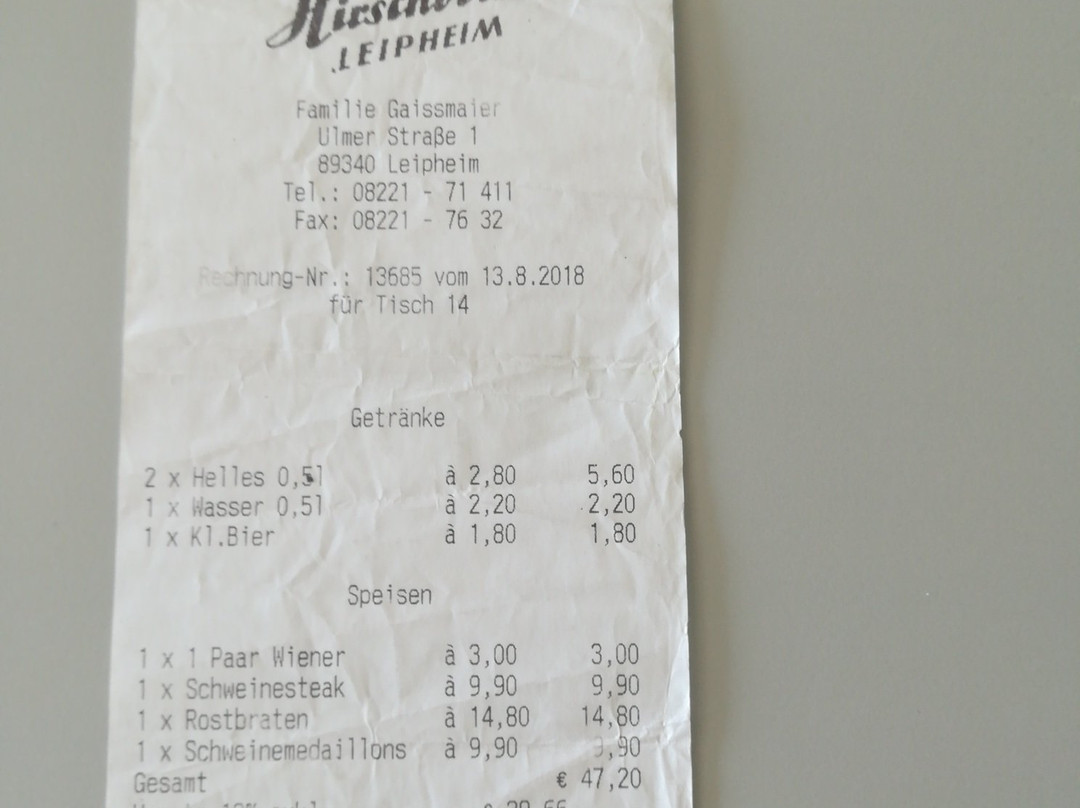 LEIPHEIM
Familie Gaissmaier
Ulmer Straße 1
89340 Leipheim
Tel.: 08221 - 71 411
Fax: 08221 - 76 32
Rechnung-Nr.: 13685 vom 13.8.2018
für Tisch 14
Getränke
2 x Helles 0,5l à 2,80 5,60
1 x Wasser 0,5l à 2,20 2,20
1 x Kl.Bier à 1,80 1,80
Speisen
1 x 1 Paar Wiener à 3,00 3,00
1 x Schweinesteak à 9,90 9,90
1 x Rostbraten à 14,80 14,80
1 x Schweinemedaillons à 9,90 9,90
Gesamt € 47,20